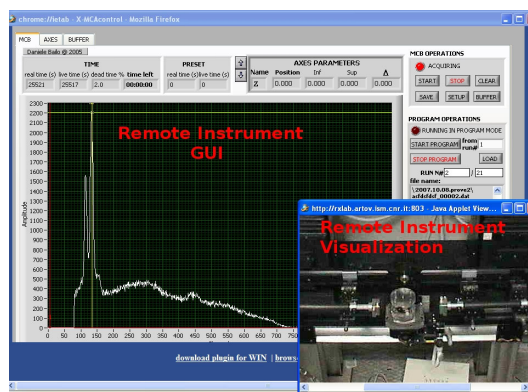 chrome://ietab - X-MCAcontrol - Mozilla Firefox
MCB AXES BUFFER
Daniele Bailo @ 2005
TIME
real time (s) live time (s) dead time % time left
25521 25517 2.0 00:00:00
PRESET
real time (s) live time (s)
0 0
AXES PARAMETERS
Name Position Inf Sup Δ
Z 0.000 0.000 0.000 0.000
MCB OPERATIONS
ACQUIRING
START STOP CLEAR
SAVE SETUP BUFFER
PROGRAM OPERATIONS
RUNNING IN PROGRAM MODE
START PROGRAM from run# 1
STOP PROGRAM LOAD
RUN N# 2 / 21
file name:
\2007.10.08.prove2\
Remote Instrument
GUI
Amplitude
2300
2200
2100
2000
1900
1800
1700
1600
1500
1400
1300
1200
1100
1000
900
800
700
600
500
400
300
200
100
0
0 50 100 150 200 250 300 350 400 450 500 550 600 650 700 750
http://rxlab.artov.ism.cnr.it:803 - Java Applet View...
Remote Instrument
Visualization
download plugin for WIN | brows